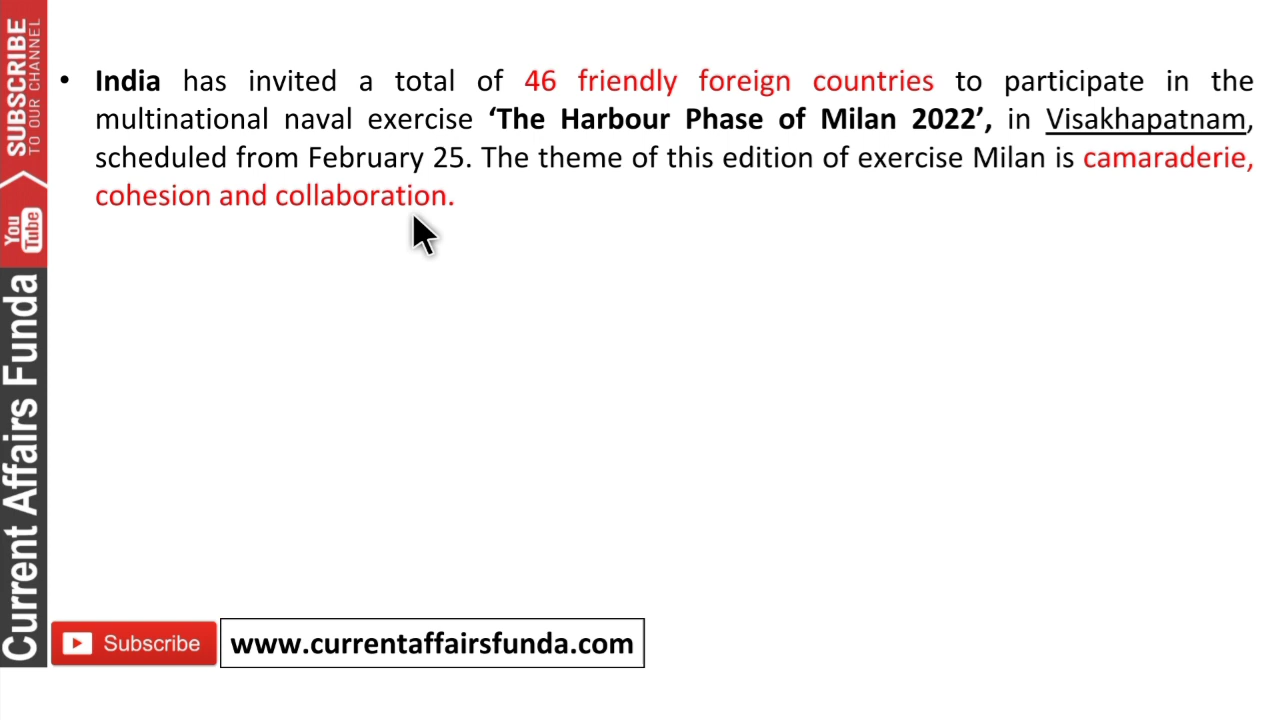 • India has invited a total of 46 friendly foreign countries to participate in the
multinational naval exercise ‘The Harbour Phase of Milan 2022’, in Visakhapatnam,
scheduled from February 25. The theme of this edition of exercise Milan is camaraderie,
cohesion and collaboration.
SUBSCRIBE
TO OUR CHANNEL
You
Tube
Current Affairs Funda
Subscribe
www.currentaffairsfunda.com